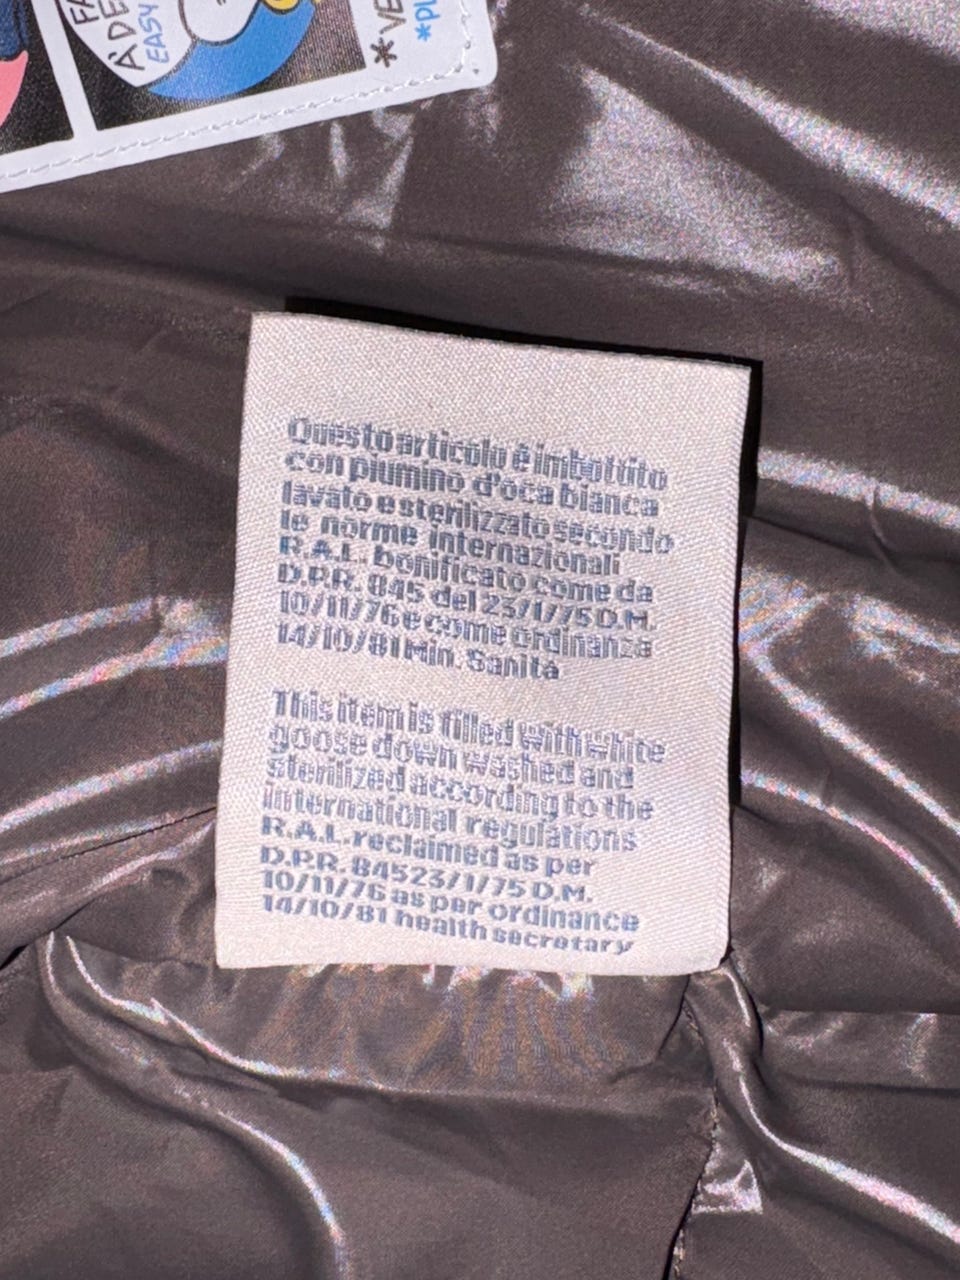 À DE
EASY
*VE
Questo articolo è imbottito
con piumino d'oca bianca
lavato e sterilizzato secondo
le norme internazionali
R.A.L. bonificato come da
D.P.R. 845 del 23/1/75 D.M.
10/11/76 e come ordinanza
14/10/81 Min. Sanità
This item is filled with white
goose down washed and
sterilized according to the
international regulations
R.A.L. reclaimed as per
D.P.R. 84523/1/75 D.M.
10/11/76 as per ordinance
14/10/81 health secretary